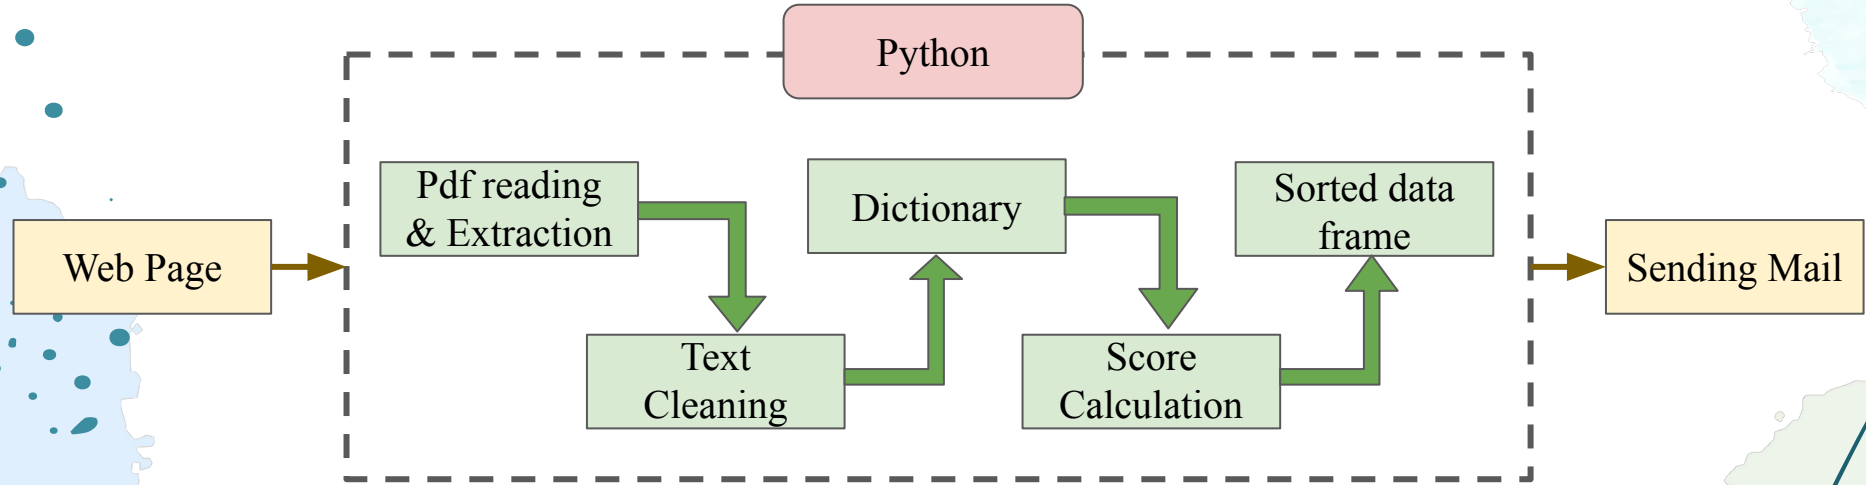 Python
Web Page
Pdf reading
& Extraction
Text
Cleaning
Dictionary
Score
Calculation
Sorted data
frame
Sending Mail